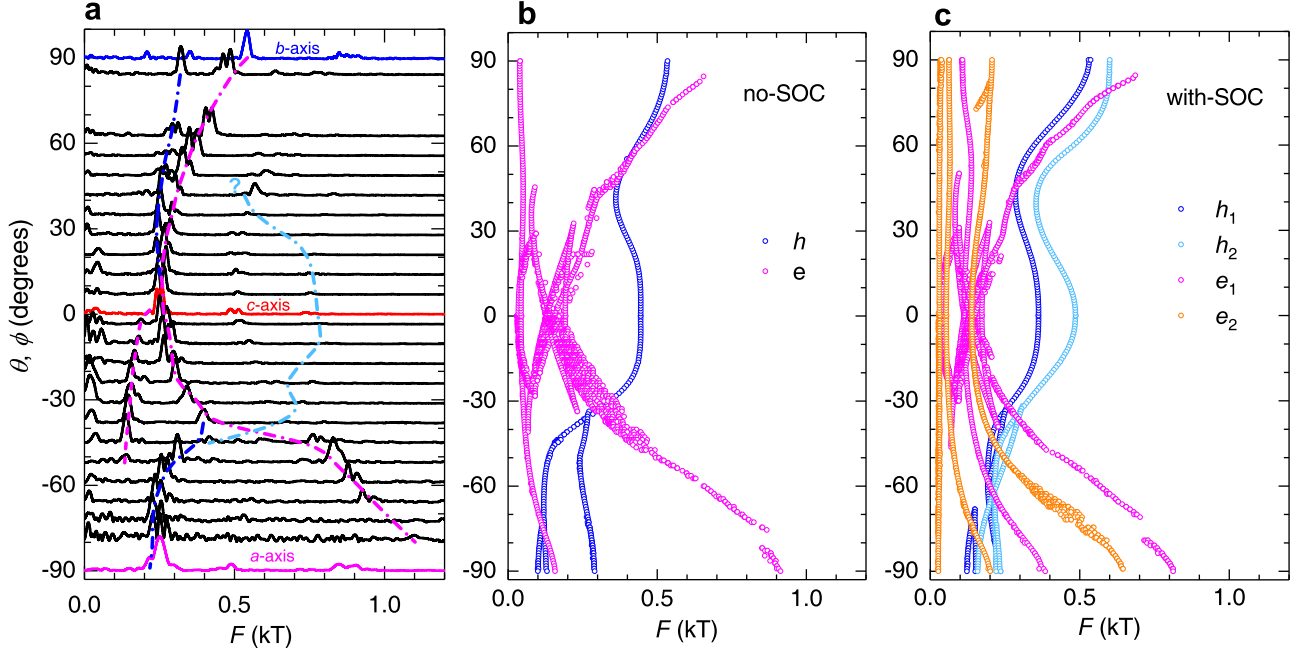 a
b
c
90
60
30
0
-30
-60
-90
θ, ϕ (degrees)
b-axis
?
c-axis
a-axis
0.0
0.5
1.0
F (kT)
90
60
30
0
-30
-60
-90
no-SOC
h
e
0.0
0.5
1.0
F (kT)
90
60
30
0
-30
-60
-90
with-SOC
h1
h2
e1
e2
0.0
0.5
1.0
F (kT)